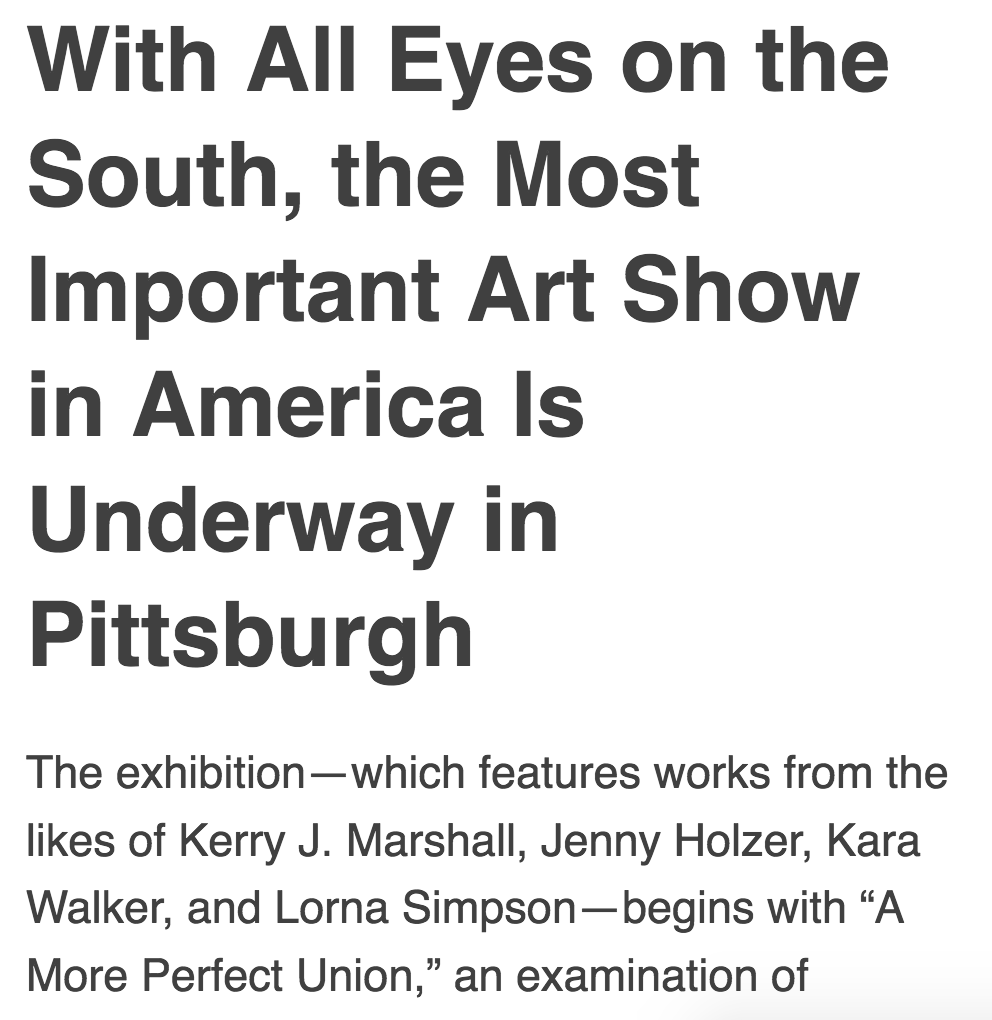 With All Eyes on the
South, the Most
Important Art Show
in America Is
Underway in
Pittsburgh
The exhibition—which features works from the
likes of Kerry J. Marshall, Jenny Holzer, Kara
Walker, and Lorna Simpson—begins with “A
More Perfect Union,” an examination of